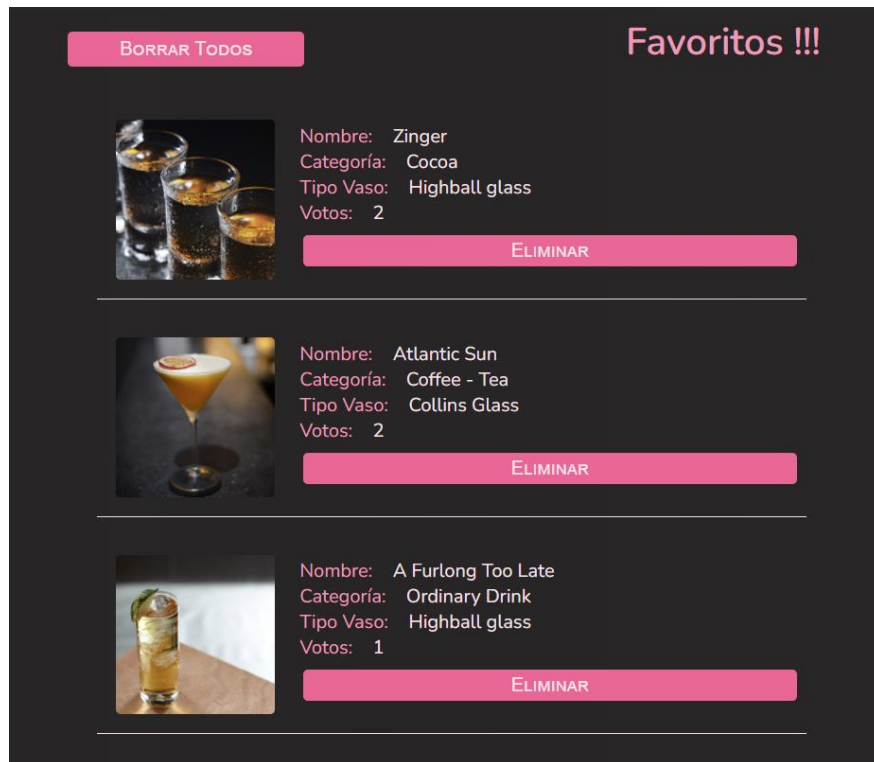 Borrar Todos
Favoritos !!!
Nombre: Zinger
Categoría: Cocoa
Tipo Vaso: Highball glass
Votos: 2
Eliminar
Nombre: Atlantic Sun
Categoría: Coffee - Tea
Tipo Vaso: Collins Glass
Votos: 2
Eliminar
Nombre: A Furlong Too Late
Categoría: Ordinary Drink
Tipo Vaso: Highball glass
Votos: 1
Eliminar